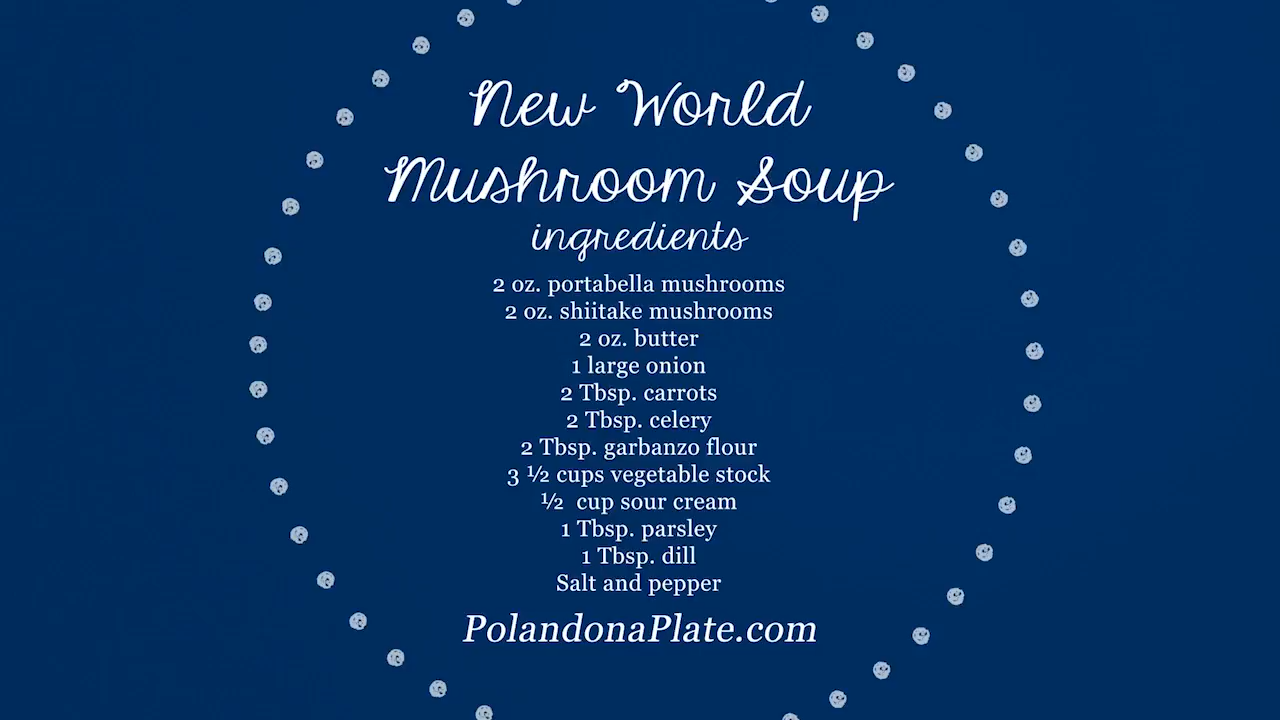 New World
Mushroom Soup
ingredients
2 oz. portabella mushrooms
2 oz. shiitake mushrooms
2 oz. butter
1 large onion
2 Tbsp. carrots
2 Tbsp. celery
2 Tbsp. garbanzo flour
3 ½ cups vegetable stock
½ cup sour cream
1 Tbsp. parsley
1 Tbsp. dill
Salt and pepper
PolandonaPlate.com